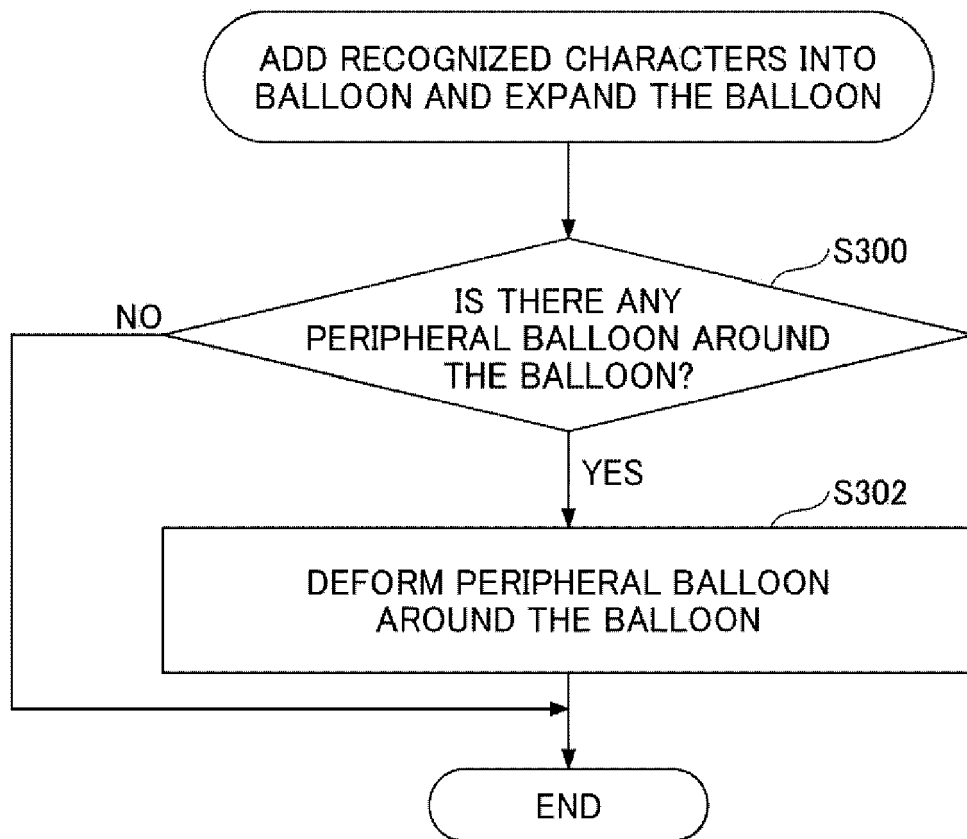 ADD RECOGNIZED CHARACTERS INTO
BALLOON AND EXPAND THE BALLOON
S300
IS THERE ANY
PERIPHERAL BALLOON AROUND
THE BALLOON?
NO
YES
S302
DEFORM PERIPHERAL BALLOON
AROUND THE BALLOON
END